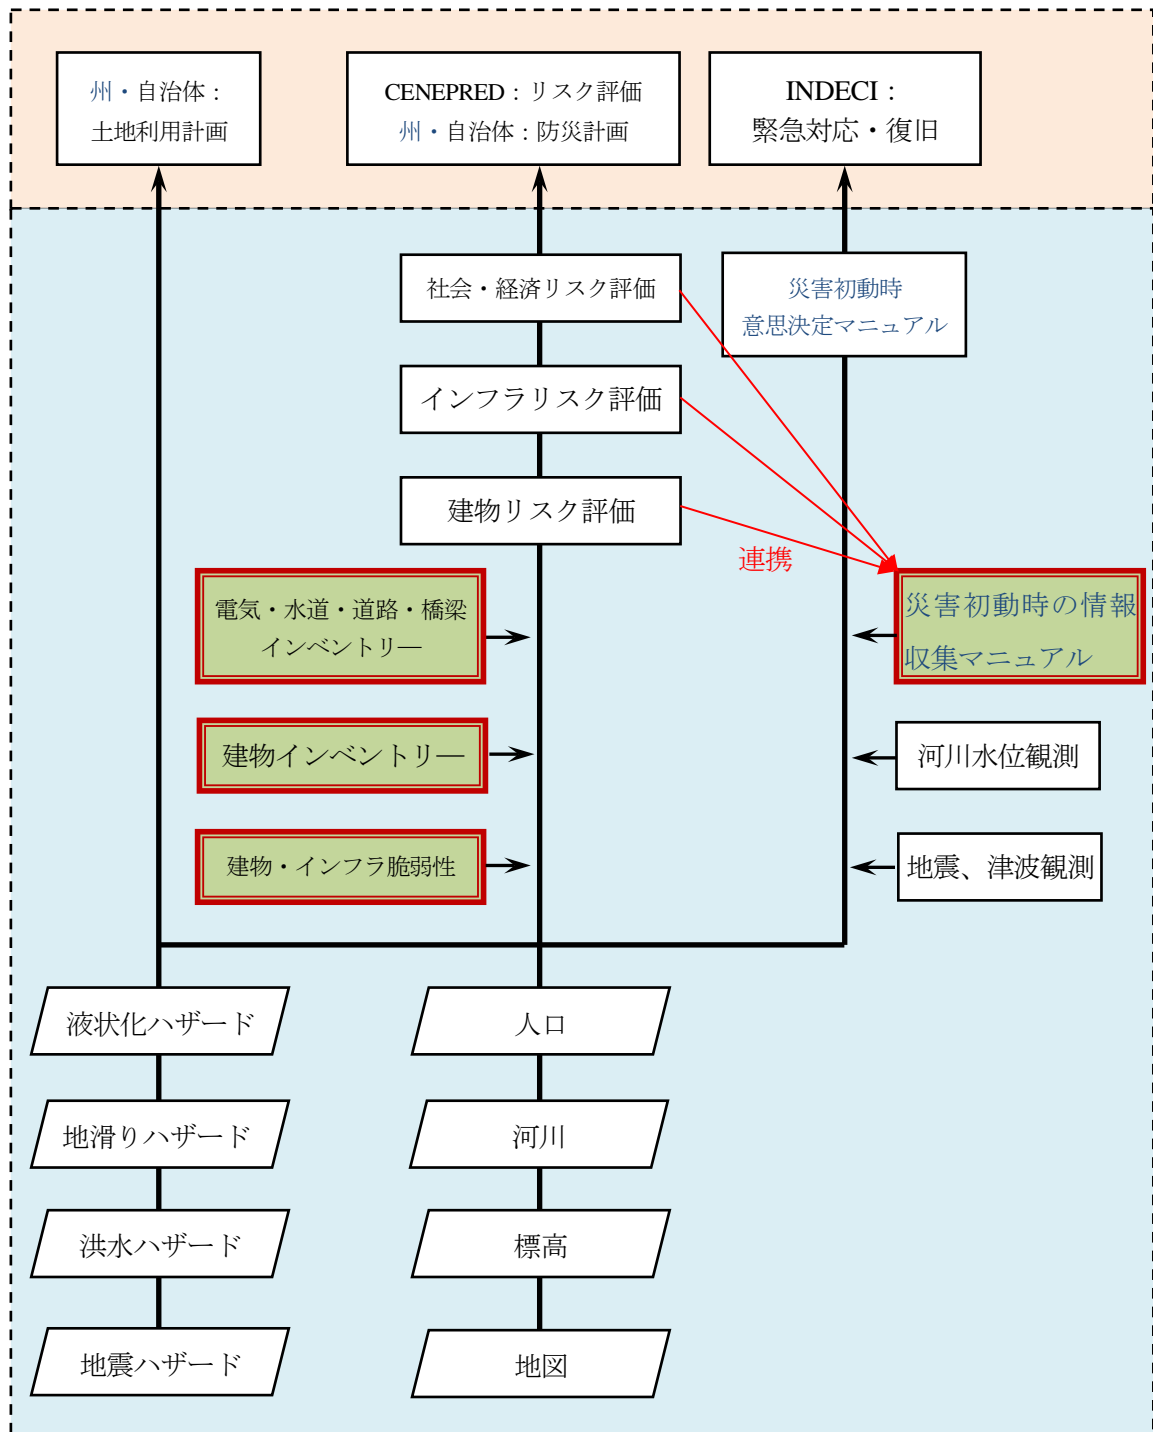 州・自治体：
土地利用計画
CENEPRED：リスク評価
州・自治体：防災計画
INDECI：
緊急対応・復旧
社会・経済リスク評価
災害初動時
意思決定マニュアル
インフラリスク評価
建物リスク評価
連携
電気・水道・道路・橋梁
インベントリ―
災害初動時の情報
収集マニュアル
建物インベントリ―
河川水位観測
建物・インフラ脆弱性
地震、津波観測
液状化ハザード
人口
地滑りハザード
河川
洪水ハザード
標高
地震ハザード
地図